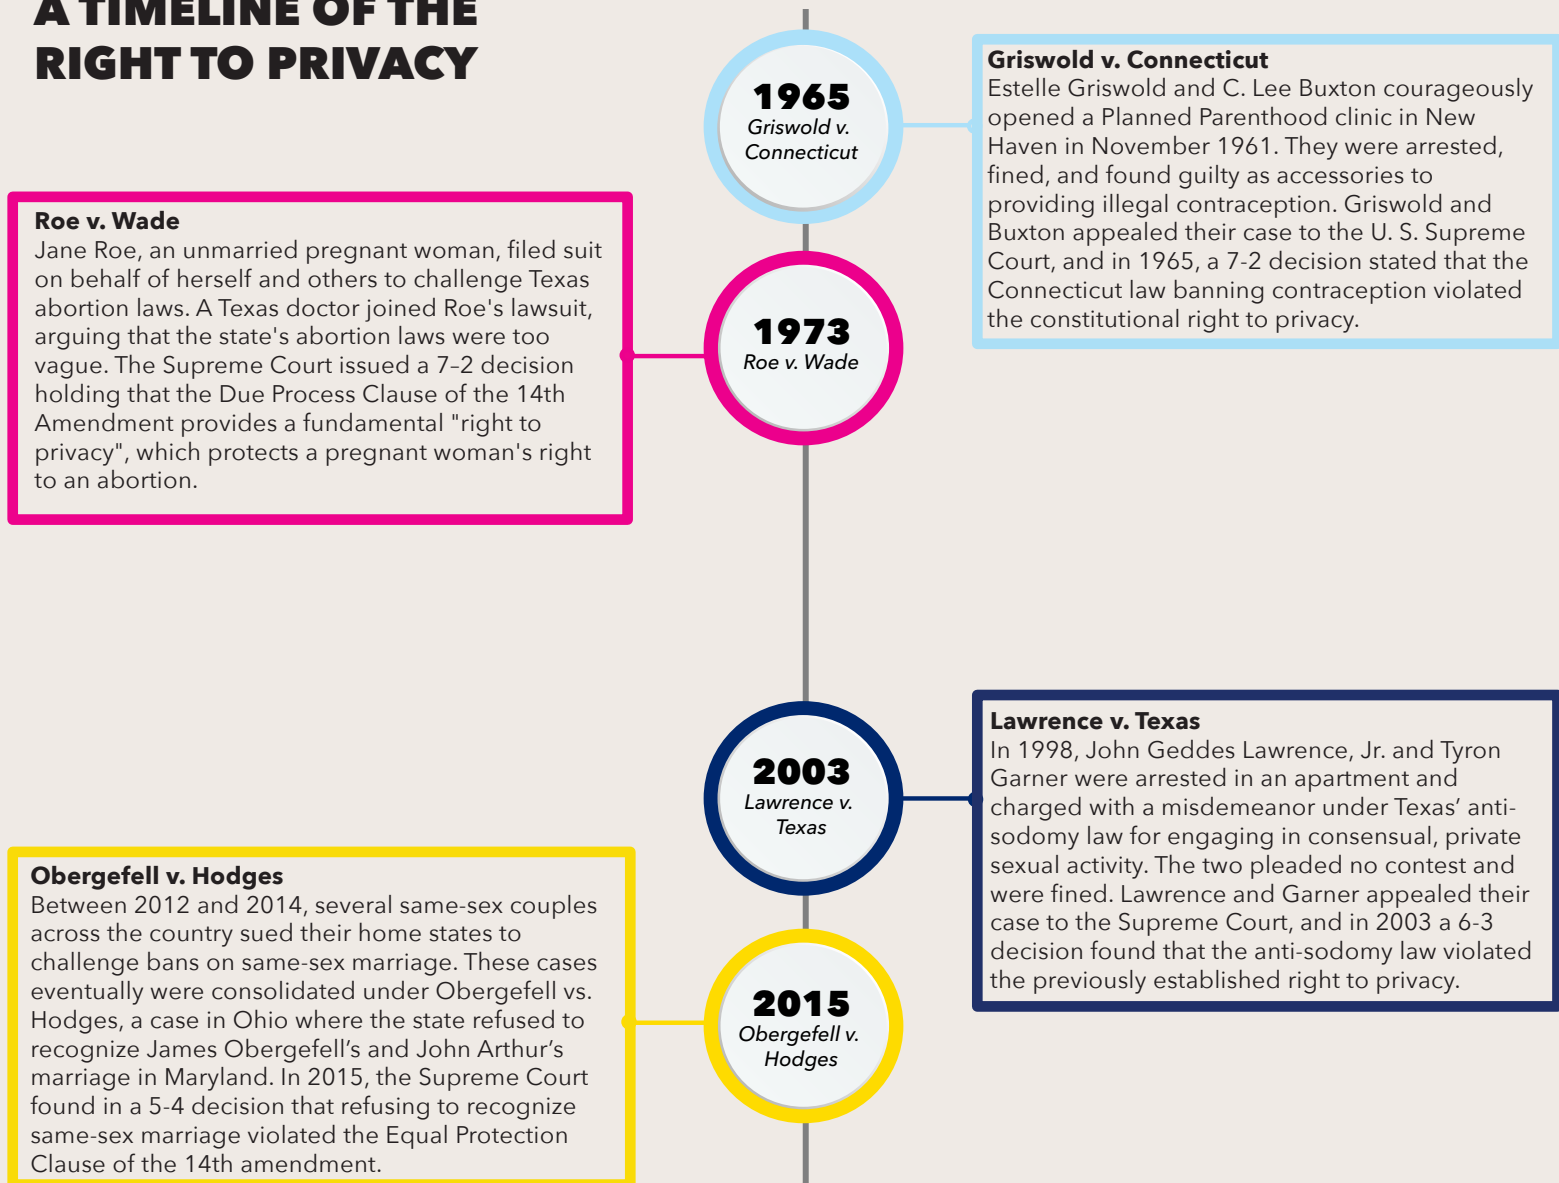 A TIMELINE OF THE
RIGHT TO PRIVACY
1965
Griswold v.
Connecticut
Griswold v. Connecticut
Estelle Griswold and C. Lee Buxton courageously
opened a Planned Parenthood clinic in New
Haven in November 1961. They were arrested,
fined, and found guilty as accessories to
providing illegal contraception. Griswold and
Buxton appealed their case to the U. S. Supreme
Court, and in 1965, a 7-2 decision stated that the
Connecticut law banning contraception violated
the constitutional right to privacy.
Roe v. Wade
Jane Roe, an unmarried pregnant woman, filed suit
on behalf of herself and others to challenge Texas
abortion laws. A Texas doctor joined Roe's lawsuit,
arguing that the state's abortion laws were too
vague. The Supreme Court issued a 7–2 decision
holding that the Due Process Clause of the 14th
Amendment provides a fundamental "right to
privacy", which protects a pregnant woman's right
to an abortion.
1973
Roe v. Wade
2003
Lawrence v.
Texas
Lawrence v. Texas
In 1998, John Geddes Lawrence, Jr. and Tyron
Garner were arrested in an apartment and
charged with a misdemeanor under Texas’ anti-
sodomy law for engaging in consensual, private
sexual activity. The two pleaded no contest and
were fined. Lawrence and Garner appealed their
case to the Supreme Court, and in 2003 a 6-3
decision found that the anti-sodomy law violated
the previously established right to privacy.
Obergefell v. Hodges
Between 2012 and 2014, several same-sex couples
across the country sued their home states to
challenge bans on same-sex marriage. These cases
eventually were consolidated under Obergefell vs.
Hodges, a case in Ohio where the state refused to
recognize James Obergefell’s and John Arthur’s
marriage in Maryland. In 2015, the Supreme Court
found in a 5-4 decision that refusing to recognize
same-sex marriage violated the Equal Protection
Clause of the 14th amendment.
2015
Obergefell v.
Hodges